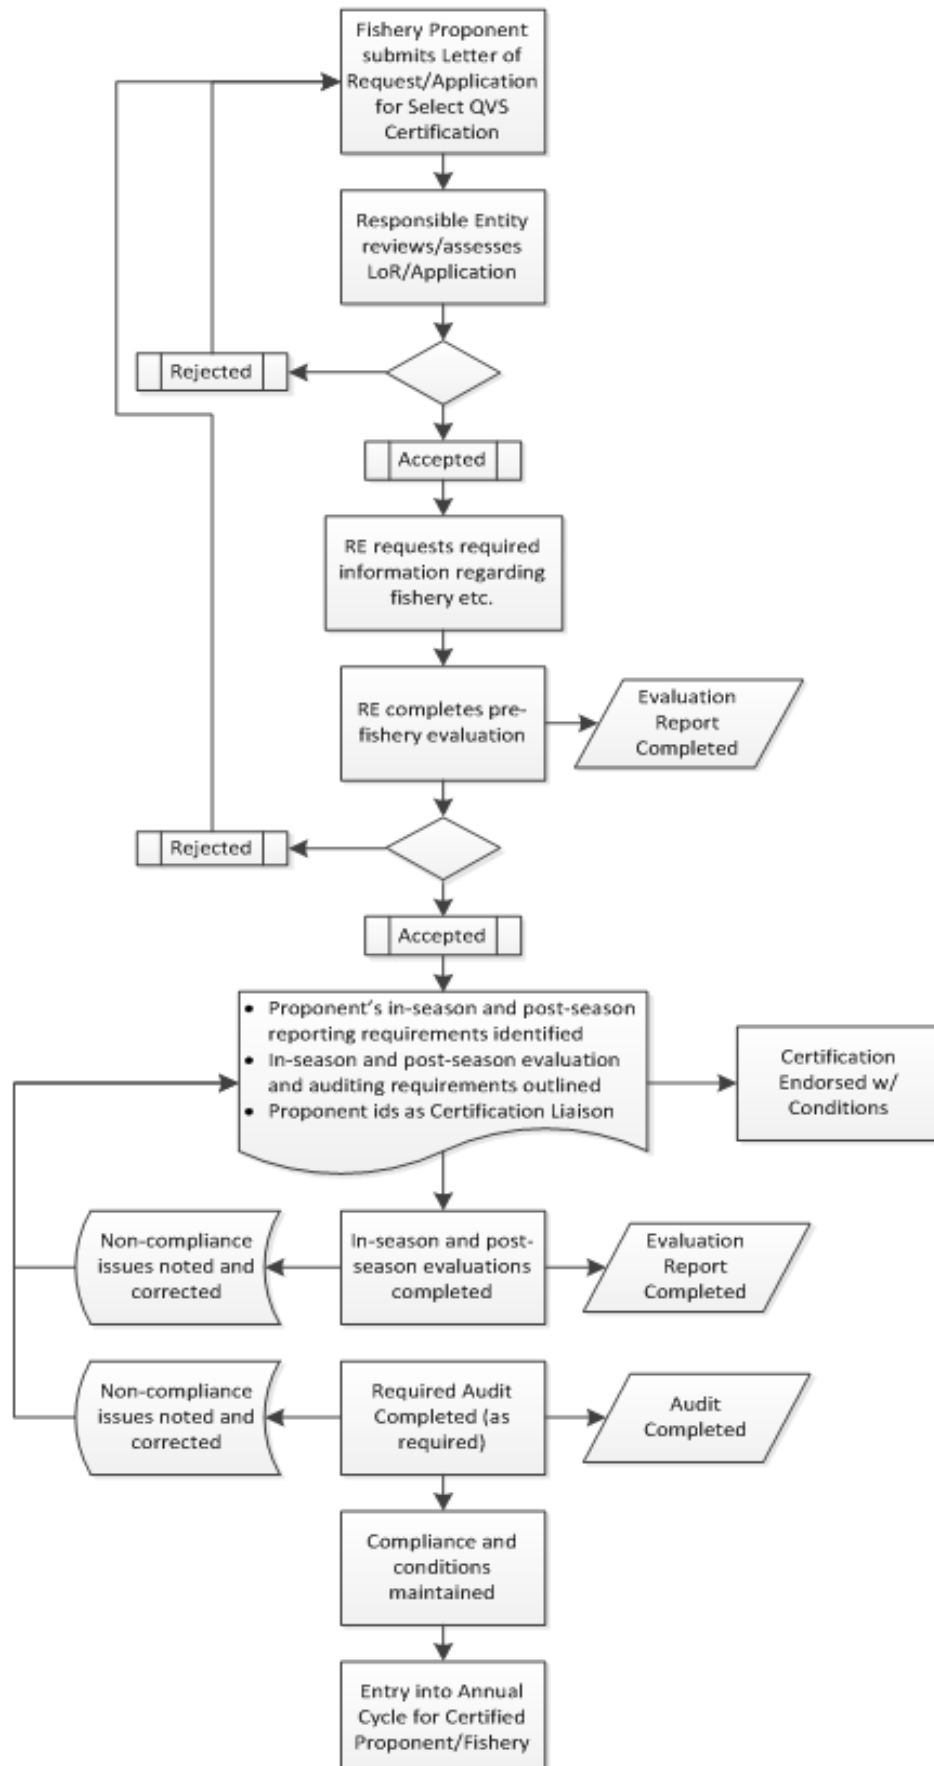 Fishery Proponent
submits Letter of
Request/Application
for Select QVS
Certification
Responsible Entity
reviews/assesses
LoR/Application
Rejected
Accepted
RE requests required
information regarding
fishery etc.
RE completes pre-
fishery evaluation
Evaluation
Report
Completed
Rejected
Accepted
• Proponent's in-season and post-season
reporting requirements identified
• In-season and post-season evaluation
and auditing requirements outlined
• Proponent ids as Certification Liaison
Certification
Endorsed w/
Conditions
Non-compliance
issues noted and
corrected
In-season and post-
season evaluations
completed
Evaluation
Report
Completed
Non-compliance
issues noted and
corrected
Required Audit
Completed (as
required)
Audit
Completed
Compliance and
conditions
maintained
Entry into Annual
Cycle for Certified
Proponent/Fishery